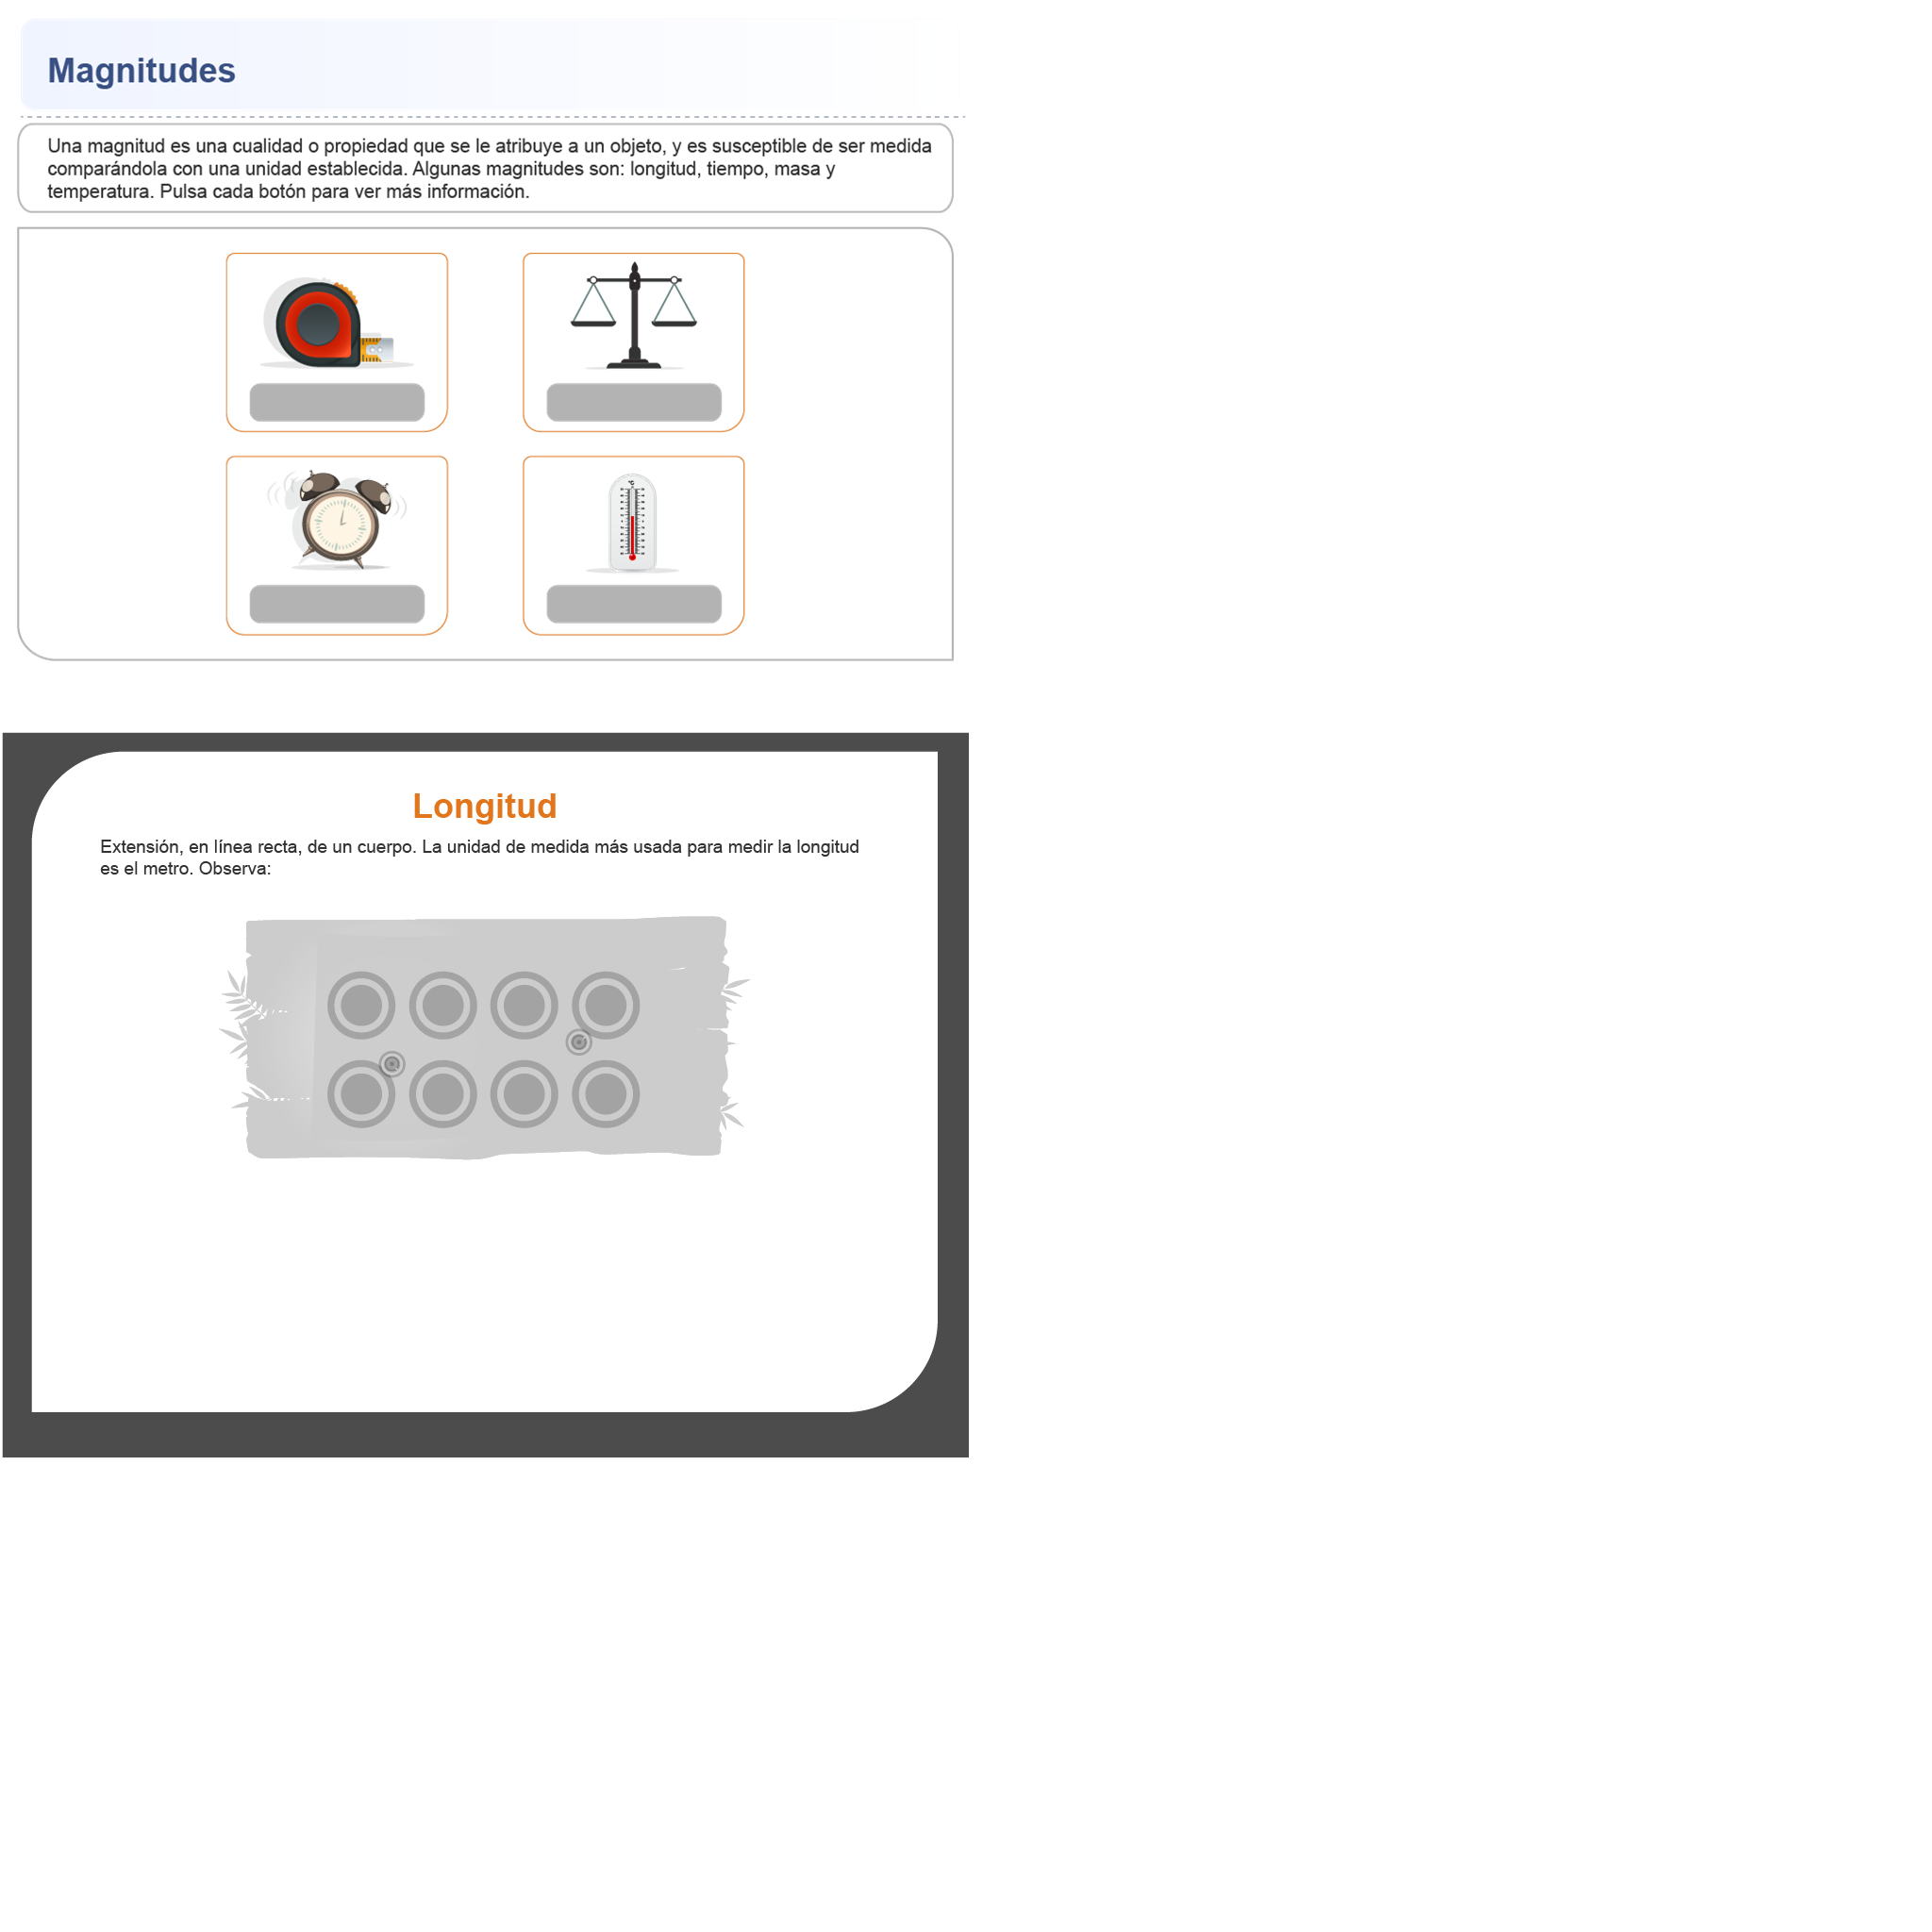 Magnitudes
Una magnitud es una cualidad o propiedad que se le atribuye a un objeto, y es susceptible de ser medida
comparándola con una unidad establecida. Algunas magnitudes son: longitud, tiempo, masa y
temperatura. Pulsa cada botón para ver más información.
°C
Longitud
Extensión, en línea recta, de un cuerpo. La unidad de medida más usada para medir la longitud
es el metro. Observa: